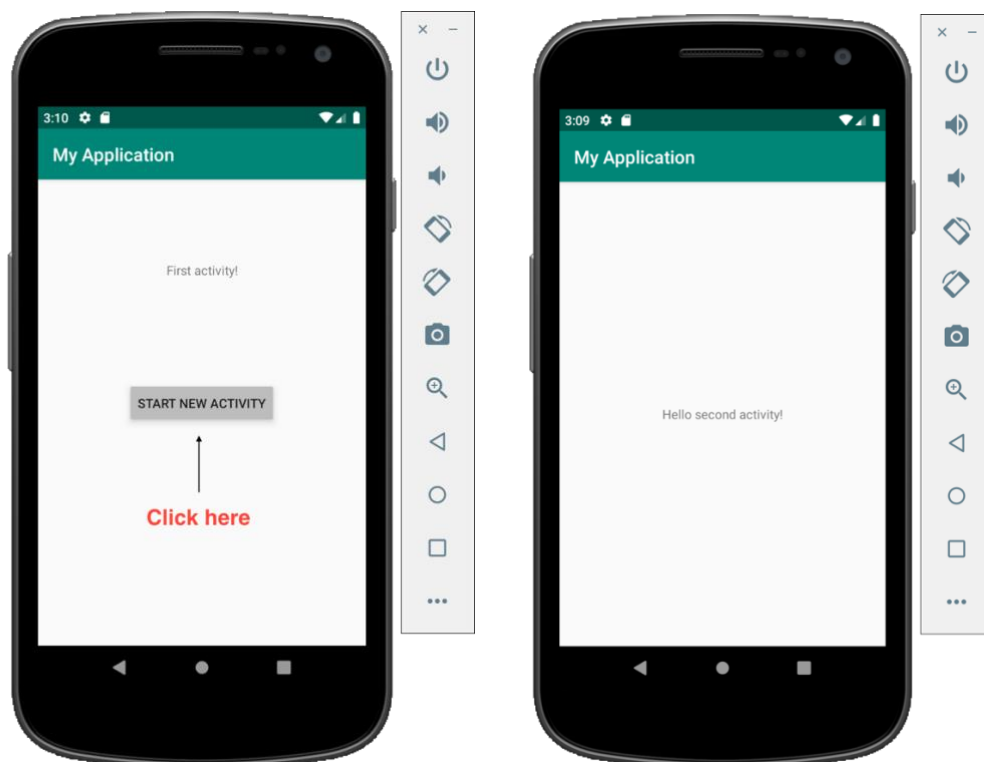 3:10
My Application
First activity!
START NEW ACTIVITY
Click here
3:09
My Application
Hello second activity!